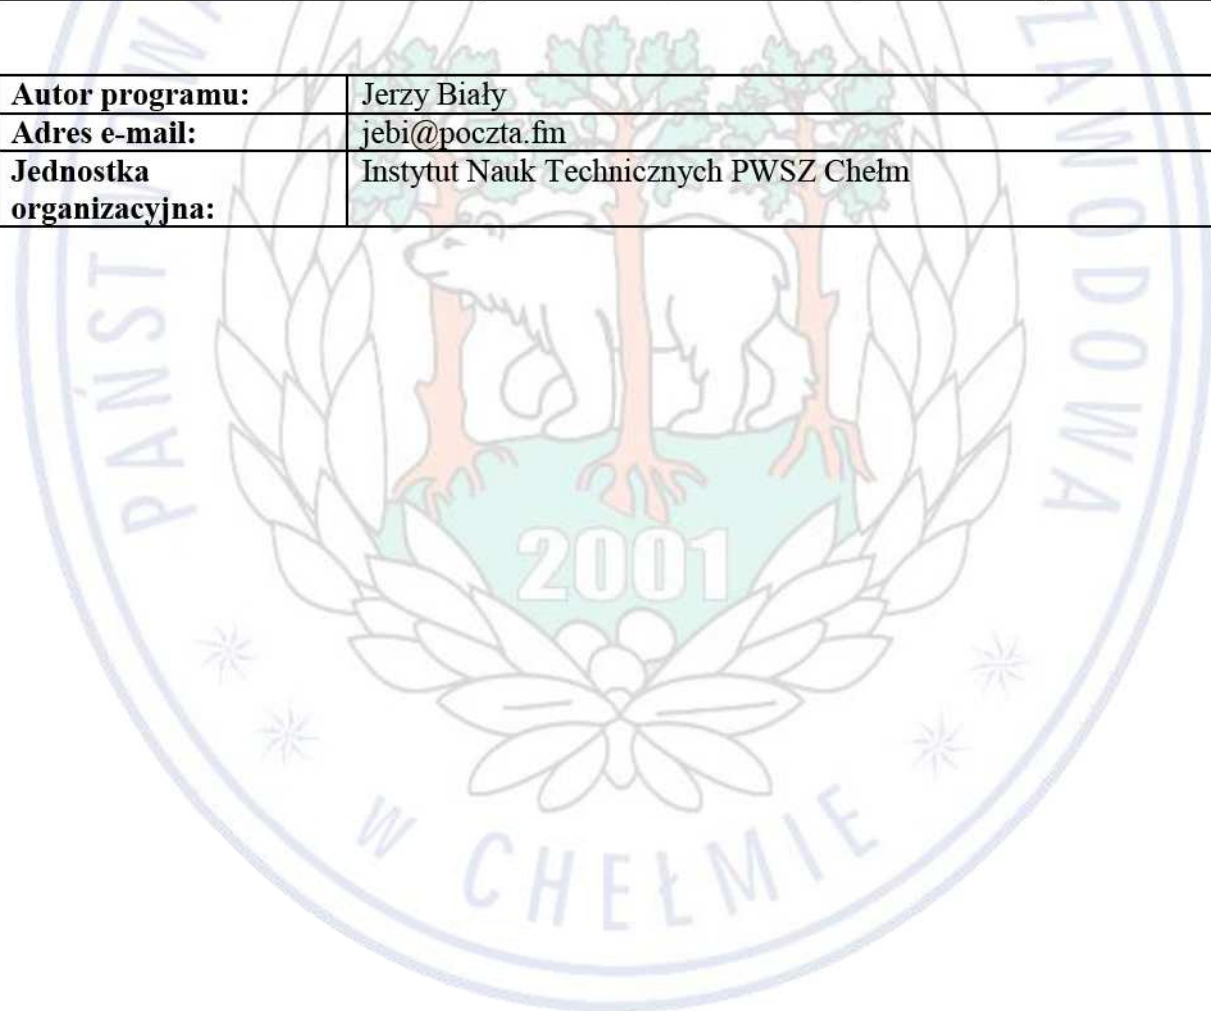 Autor programu: Jerzy Biały
Adres e-mail: jebi@poczta.fm
Jednostka Instytut Nauk Technicznych PWSZ Chełm
organizacyjna:
PAŃSTWOWA
ZAWODOWA
2001
W CHEŁMIE